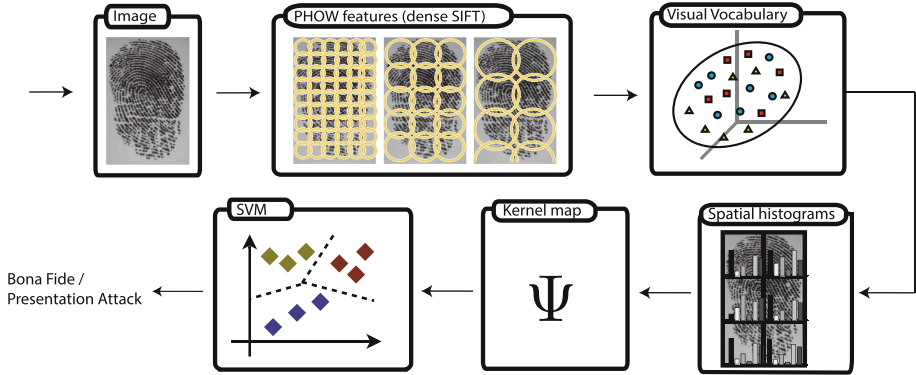 Image
PHOW features (dense SIFT)
Visual Vocabulary
SVM
Kernel map
Spatial histograms
Ψ
Bona Fide /
Presentation Attack